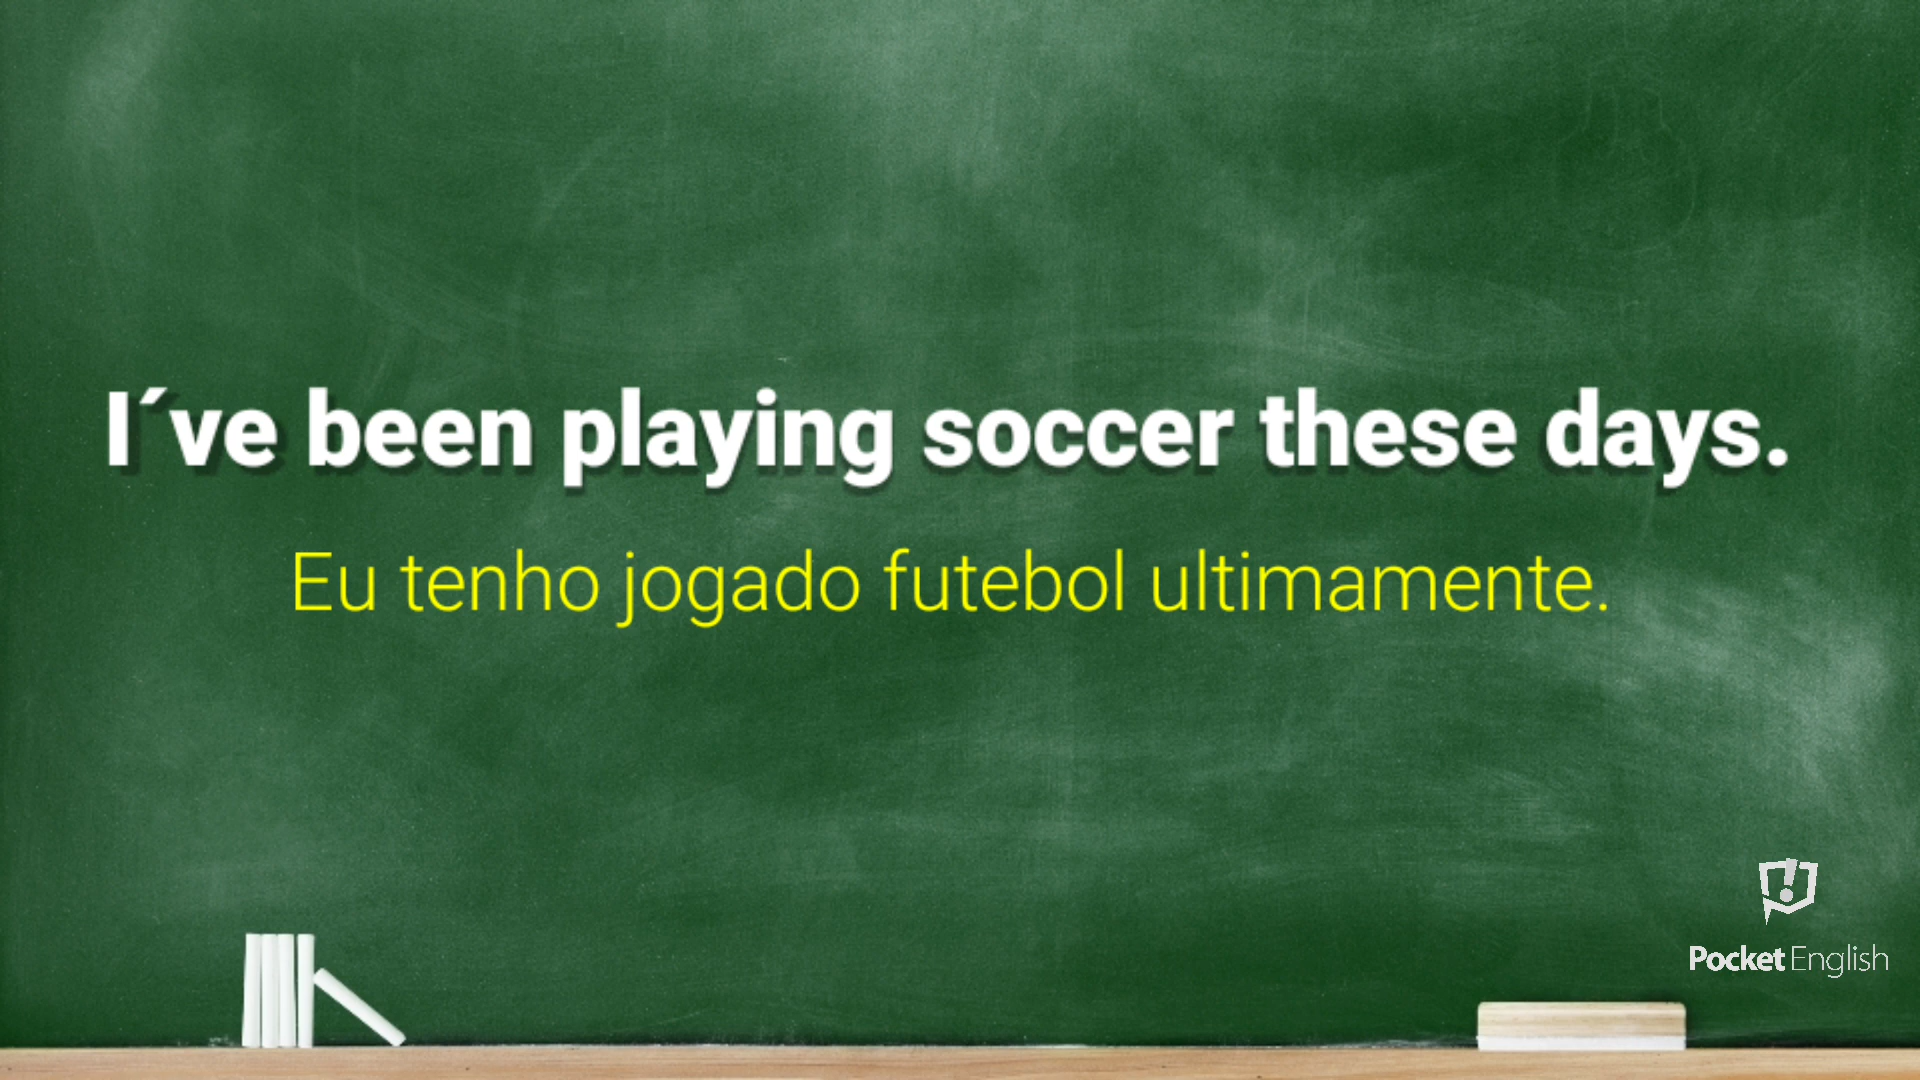 I´ve been playing soccer these days.
Eu tenho jogado futebol ultimamente.
Pocket English